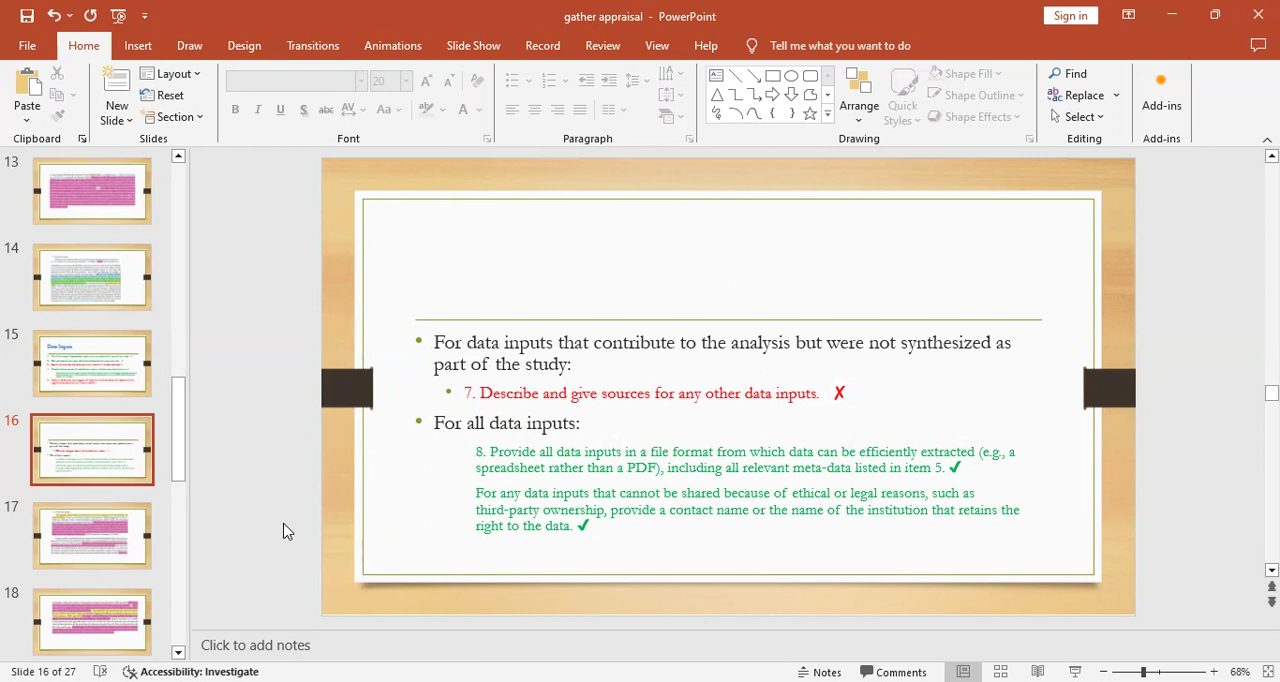 gather appraisal - PowerPoint
Sign in
File Home Insert Draw Design Transitions Animations Slide Show Record Review View Help Tell me what you want to do
Paste
New Slide
Layout
Reset
Section
20
B I U S abc AV Aa A
Find
Replace
Select
Arrange
Quick Styles
Shape Fill
Shape Outline
Shape Effects
Add-ins
Clipboard Slides Font Paragraph Drawing Editing Add-ins
13
14
15
Data Inputs
16
17
18
• For data inputs that contribute to the analysis but were not synthesized as
part of the study:
• 7. Describe and give sources for any other data inputs. ✗
• For all data inputs:
8. Provide all data inputs in a file format from which data can be efficiently extracted (e.g., a
spreadsheet rather than a PDF), including all relevant meta-data listed in item 5. ✔
For any data inputs that cannot be shared because of ethical or legal reasons, such as
third-party ownership, provide a contact name or the name of the institution that retains the
right to the data. ✔
Click to add notes
Slide 16 of 27 Accessibility: Investigate Notes Comments 68%